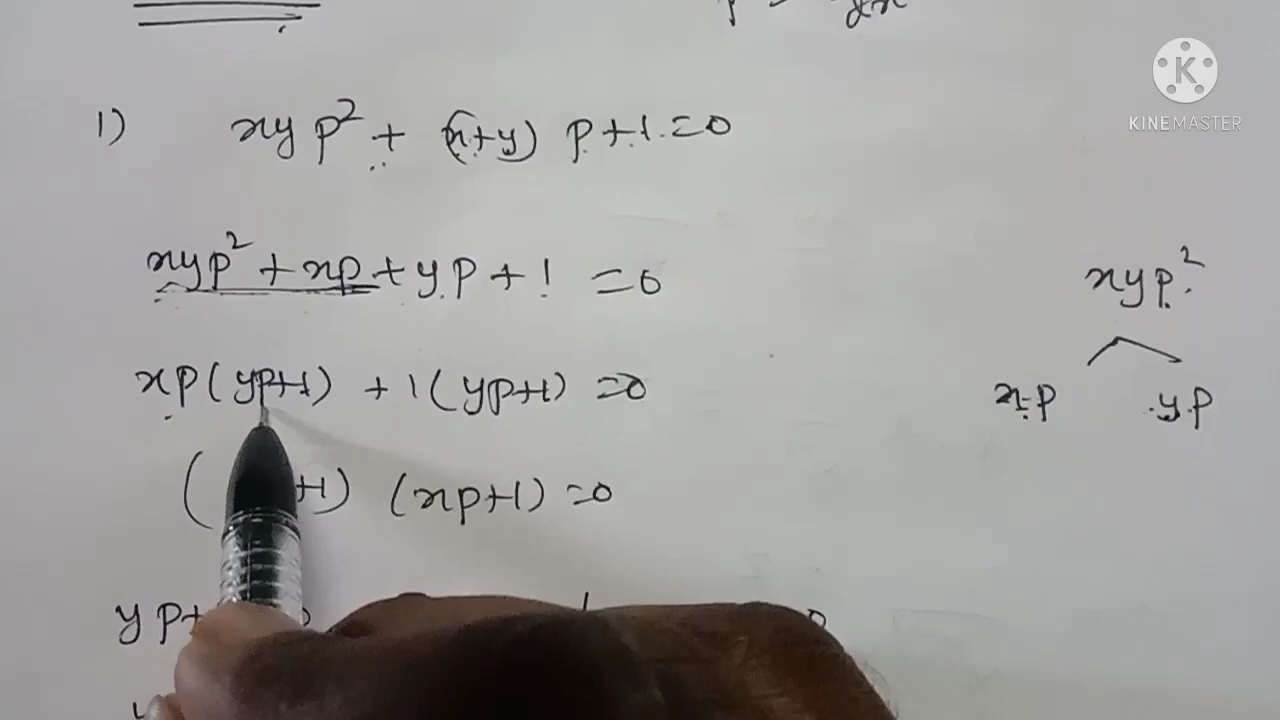 1) xyp² + (x+y) p+1=0
KINEMASTER
xyp² + xp + yp + 1 = 0
xyp²
xp(yp+1) + 1(yp+1) = 0
x.p y.p
( +1) (xp+1) = 0
yp+